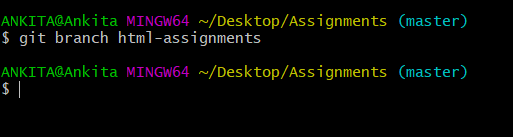 ANKITA@Ankita MINGW64 ~/Desktop/Assignments (master)
$ git branch html-assignments
ANKITA@Ankita MINGW64 ~/Desktop/Assignments (master)
$